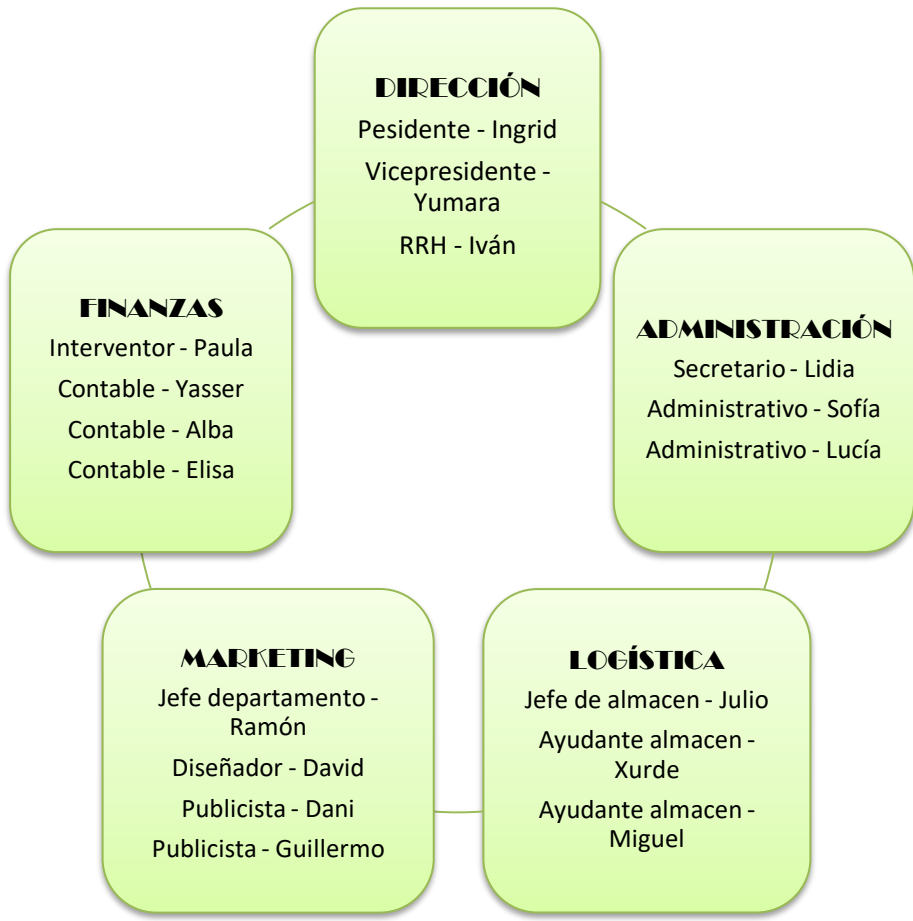 DIRECCIÓN
Pesidente - Ingrid
Vicepresidente -
Yumara
RRH - Iván
ADMINISTRACIÓN
Secretario - Lidia
Administrativo - Sofía
Administrativo - Lucía
LOGÍSTICA
Jefe de almacen - Julio
Ayudante almacen -
Xurde
Ayudante almacen -
Miguel
MARKETING
Jefe departamento -
Ramón
Diseñador - David
Publicista - Dani
Publicista - Guillermo
FINANZAS
Interventor - Paula
Contable - Yasser
Contable - Alba
Contable - Elisa